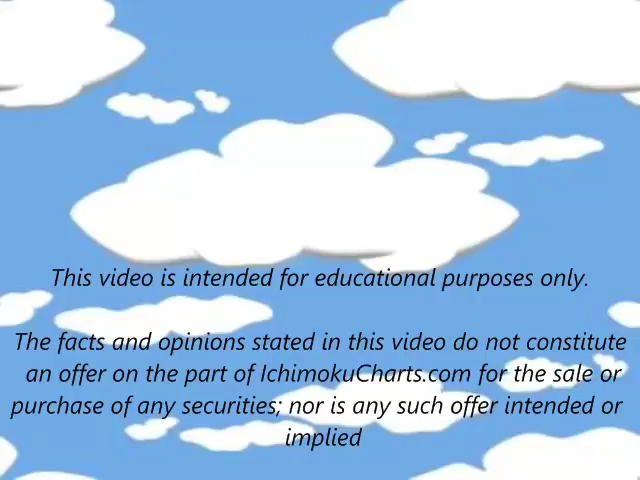 This video is intended for educational purposes only.
The facts and opinions stated in this video do not constitute
an offer on the part of IchimokuCharts.com for the sale or
purchase of any securities; nor is any such offer intended or
implied